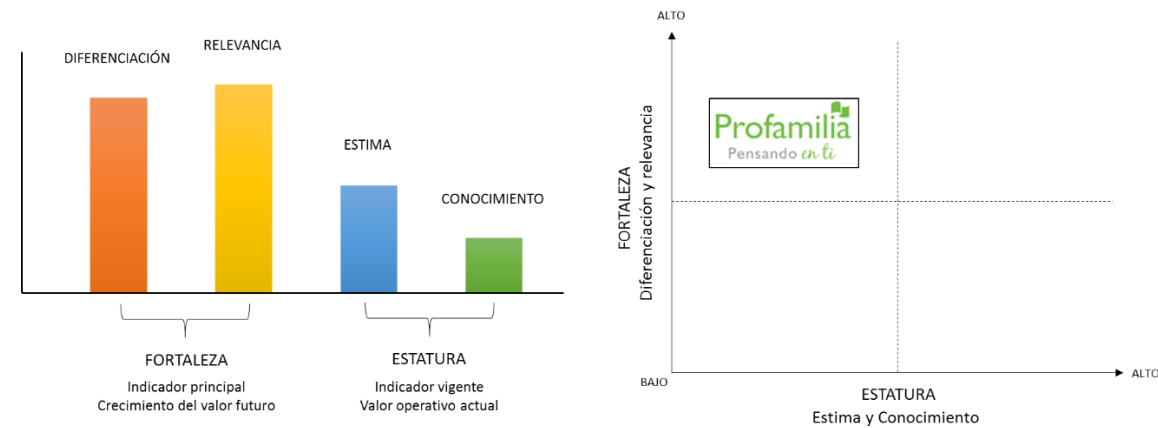 DIFERENCIACIÓN
RELEVANCIA
ESTIMA
CONOCIMIENTO
FORTALEZA
Indicador principal
Crecimiento del valor futuro
ESTATURA
Indicador vigente
Valor operativo actual
ALTO
FORTALEZA
Diferenciación y relevancia
Profamilia
Pensando en ti
BAJO
ALTO
ESTATURA
Estima y Conocimiento